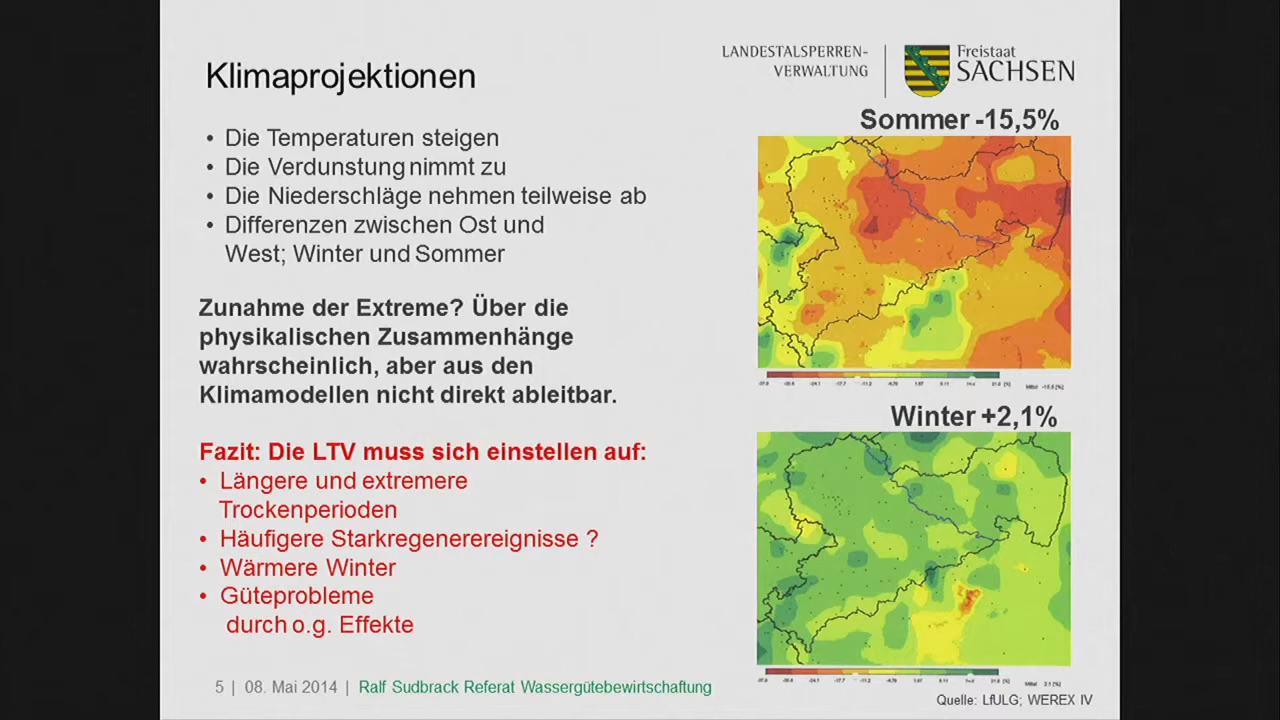 Klimaprojektionen
LANDESTALSPERREN-
VERWALTUNG
Freistaat
SACHSEN
• Die Temperaturen steigen
• Die Verdunstung nimmt zu
• Die Niederschläge nehmen teilweise ab
• Differenzen zwischen Ost und
West; Winter und Sommer
Zunahme der Extreme? Über die
physikalischen Zusammenhänge
wahrscheinlich, aber aus den
Klimamodellen nicht direkt ableitbar.
Fazit: Die LTV muss sich einstellen auf:
• Längere und extremere
Trockenperioden
• Häufigere Starkregenerereignisse ?
• Wärmere Winter
• Güteprobleme
durch o.g. Effekte
Sommer -15,5%
Winter +2,1%
5 | 08. Mai 2014 | Ralf Sudbrack Referat Wassergütebewirtschaftung
Quelle: LfULG; WEREX IV